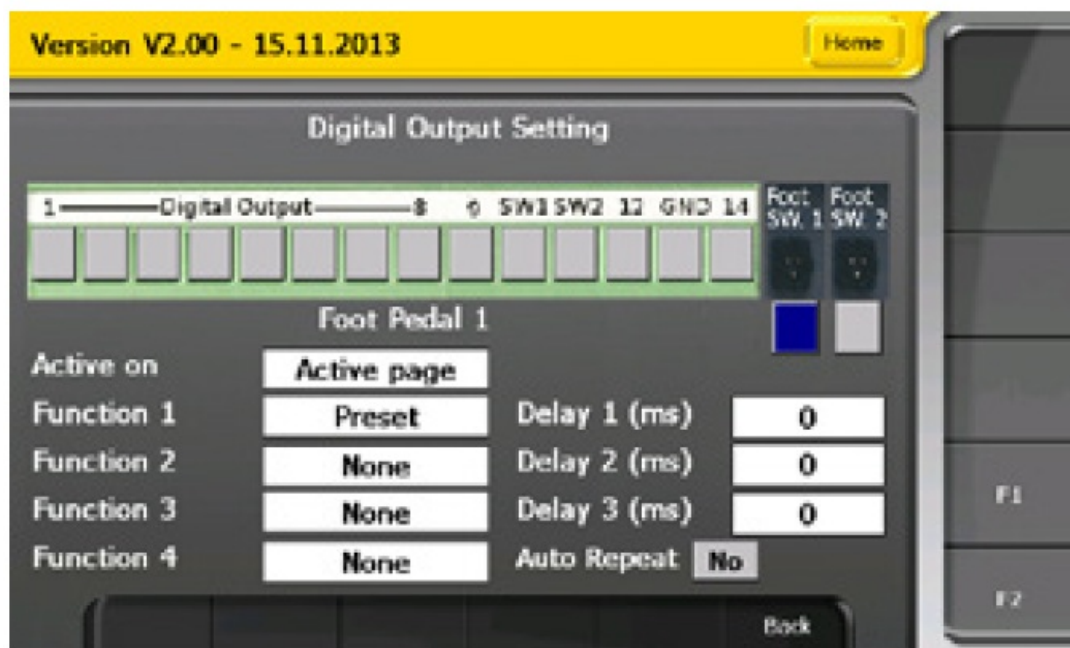 Version V2.00 - 15.11.2013 Home
Digital Output Setting
1 Digital Output 8 9 SW1 SW2 12 GND 14 Foot SW. 1 Foot SW. 2
Foot Pedal 1
Active on Active page
Function 1 Preset Delay 1 (ms) 0
Function 2 None Delay 2 (ms) 0
Function 3 None Delay 3 (ms) 0
Function 4 None Auto Repeat No
F1
F2
Back